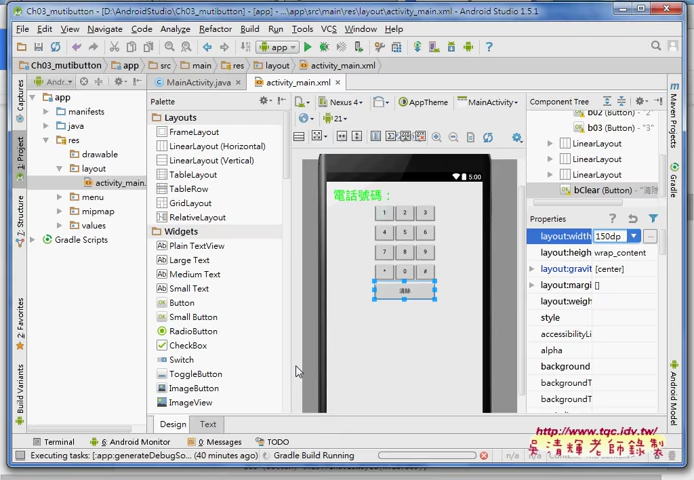 Ch03_mutibutton - [D:\AndroidStudio\Ch03_mutibutton] - [app] - ...\app\src\main\res\layout\activity_main.xml - Android Studio 1.5.1
File Edit View Navigate Code Analyze Refactor Build Run Tools VCS Window Help
app
Ch03_mutibutton app src main res layout activity_main.xml
Andr.. MainActivity.java activity_main.xml
Captures
1: Project
7: Structure
2: Favorites
Build Variants
app
manifests
java
res
drawable
layout
activity_main.
menu
mipmap
values
Gradle Scripts
Palette
Layouts
FrameLayout
LinearLayout (Horizontal)
LinearLayout (Vertical)
TableLayout
TableRow
GridLayout
RelativeLayout
Widgets
Plain TextView
Large Text
Medium Text
Small Text
Button
Small Button
RadioButton
CheckBox
Switch
ToggleButton
ImageButton
ImageView
Design Text
Nexus 4 AppTheme MainActivity
21
5:00
電話號碼：
1 2 3
4 5 6
7 8 9
* 0 #
清除
Component Tree
b02 (Button) - "2"
b03 (Button) - "3"
LinearLayout
LinearLayout
LinearLayout
bClear (Button) - "清除
Properties
layout:width 150dp
layout:heigh wrap_content
layout:gravit [center]
layout:margi []
layout:weigh
style
accessibilityLi
alpha
background
backgroundT
backgroundT
Maven Projects
Gradle
Android Model
http://www.tqc.idv.tw/
吳清輝老師錄製
Terminal 6: Android Monitor 0: Messages TODO
Executing tasks: [:app:generateDebugSo... (40 minutes ago) Gradle Build Running n/a n/a